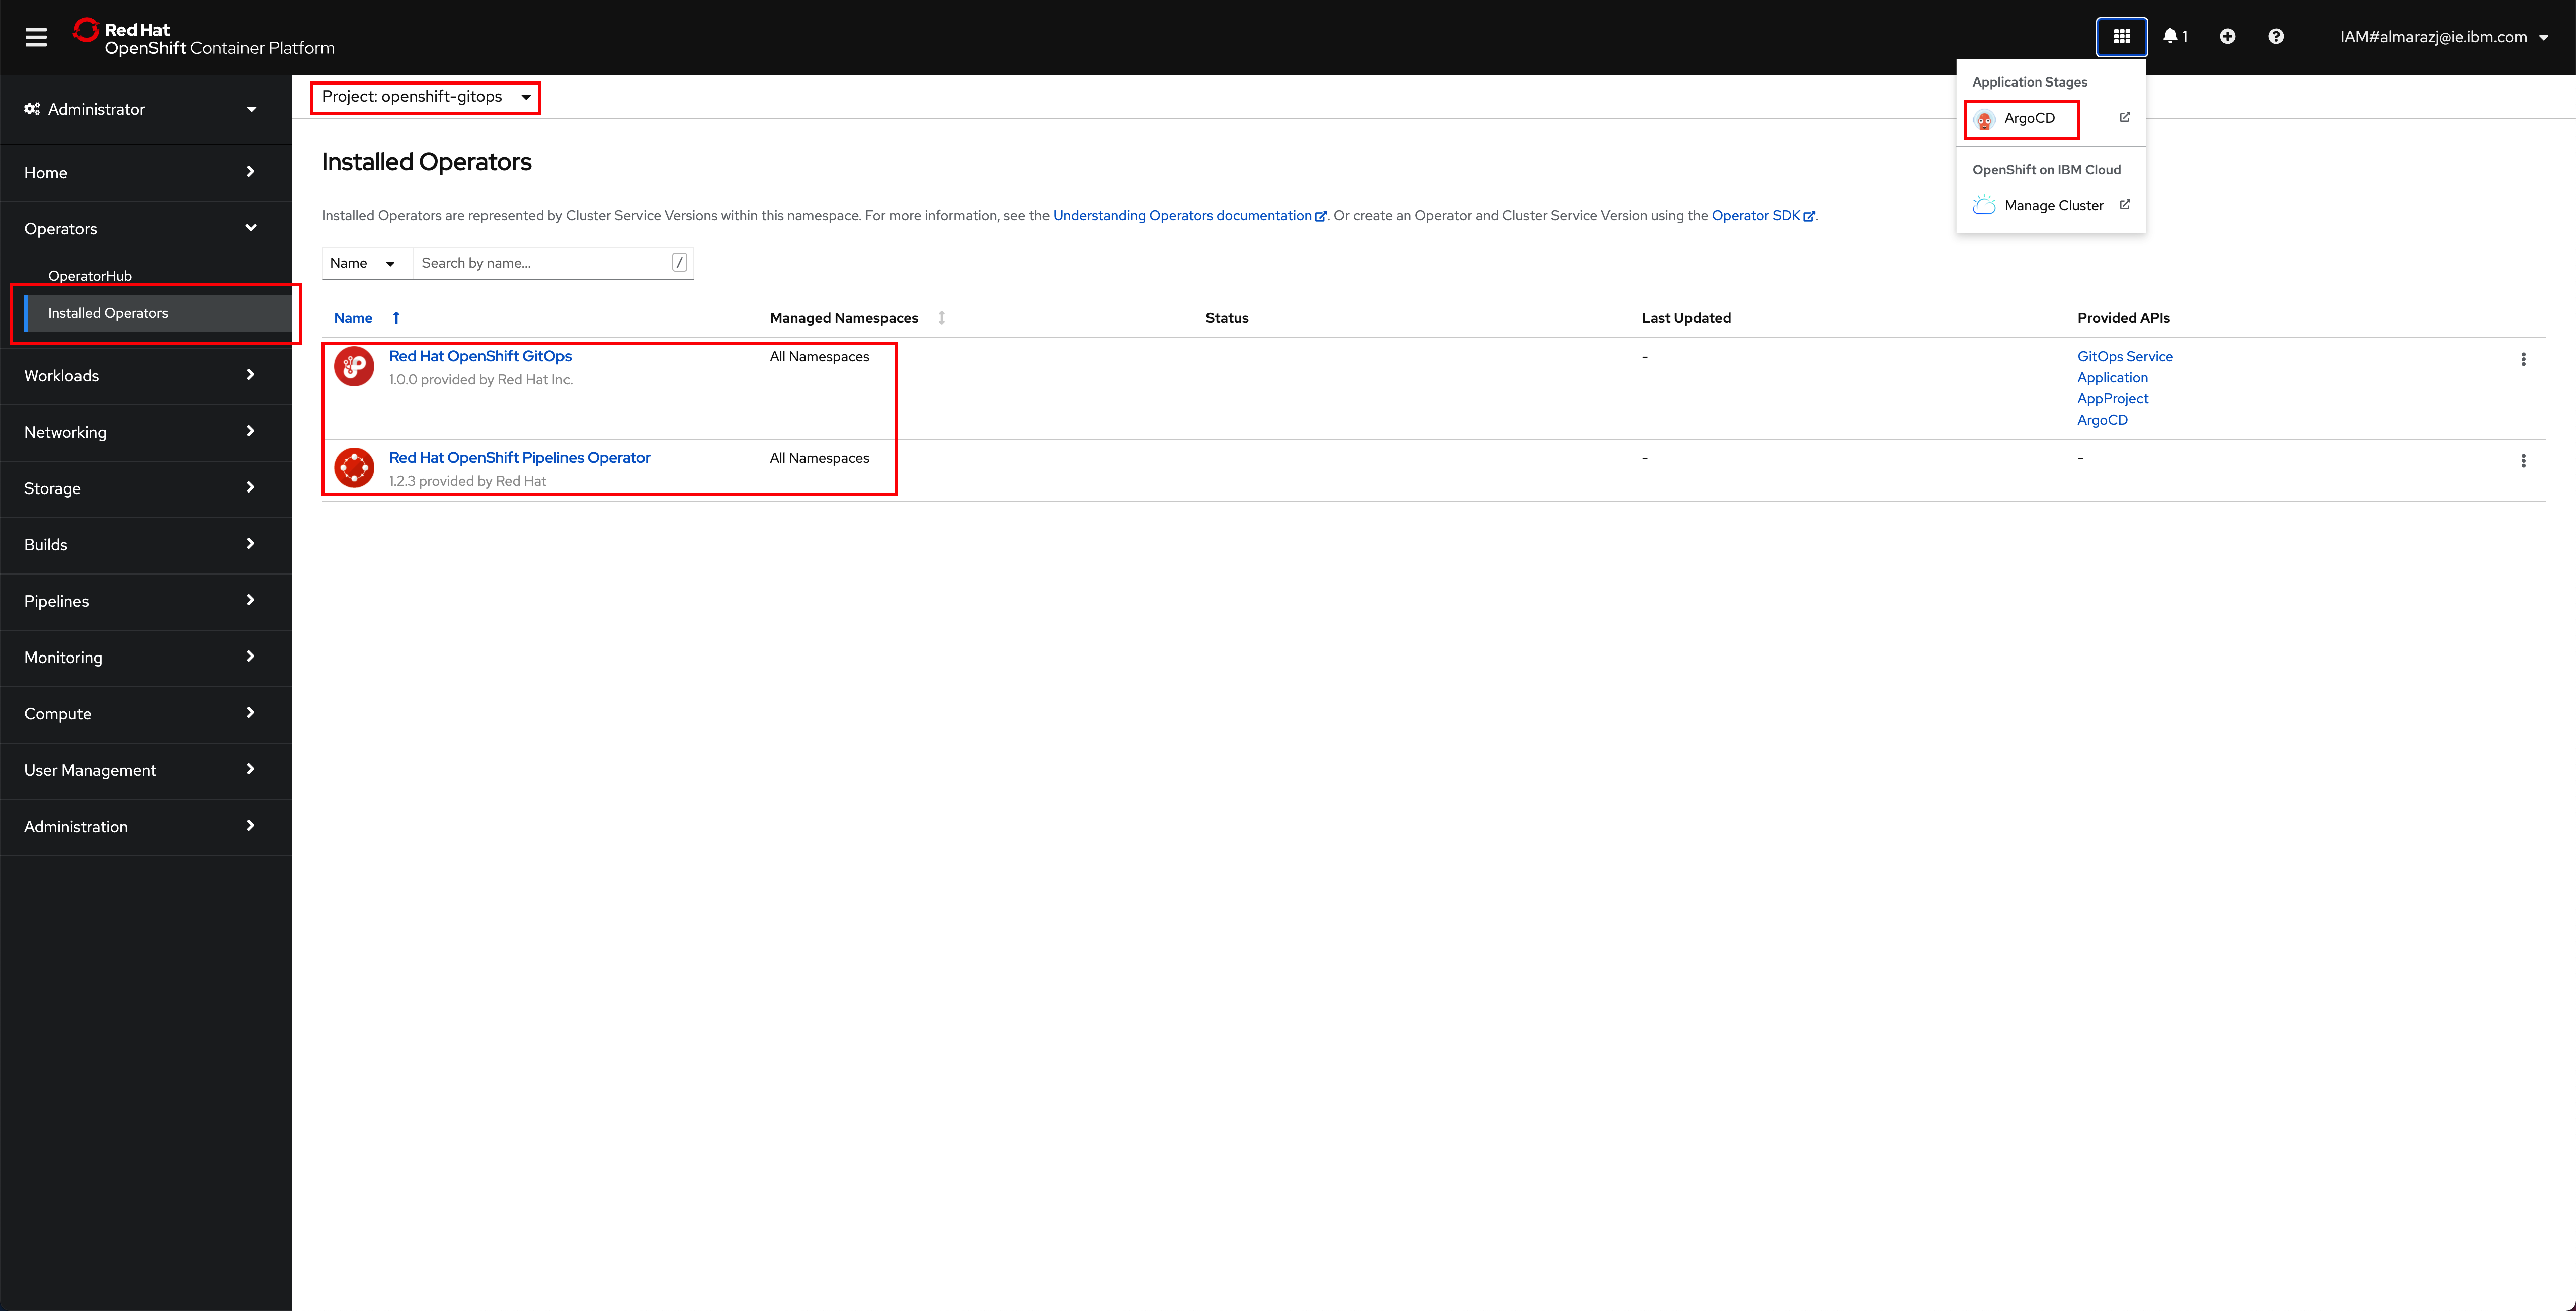 Red Hat
OpenShift Container Platform
1
IAM#almarazj@ie.ibm.com
Administrator
Home
Operators
OperatorHub
Installed Operators
Workloads
Networking
Storage
Builds
Pipelines
Monitoring
Compute
User Management
Administration
Project: openshift-gitops
Application Stages
ArgoCD
OpenShift on IBM Cloud
Manage Cluster
Installed Operators
Installed Operators are represented by Cluster Service Versions within this namespace. For more information, see the Understanding Operators documentation. Or create an Operator and Cluster Service Version using the Operator SDK.
Name Search by name... /
Name Managed Namespaces Status Last Updated Provided APIs
Red Hat OpenShift GitOps All Namespaces - GitOps Service
1.0.0 provided by Red Hat Inc.
Application
AppProject
ArgoCD
Red Hat OpenShift Pipelines Operator All Namespaces - -
1.2.3 provided by Red Hat